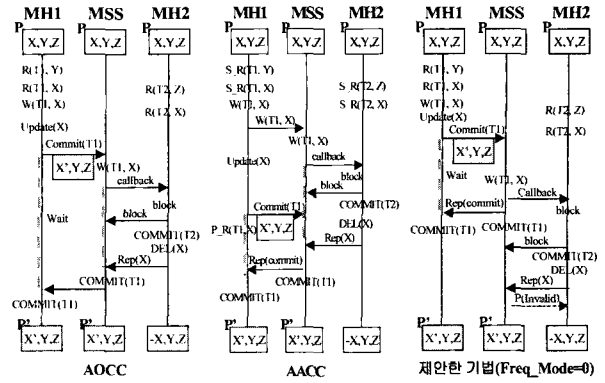 MH1 MSS MH2
P P P
X,Y,Z X,Y,Z X,Y,Z
R(T1, Y)
R(T1, X)
W(T1, X)
R(T2, Z)
R(T2, X)
Update(X)
Commit(T1)
X',Y,Z
W(T1, X)
callback
block
Wait
block
COMMIT(T2)
DEL(X)
Rep(X)
COMMIT(T1)
COMMIT(T1)
P' P' P'
X',Y,Z X',Y,Z -X,Y,Z
AOCC
MH1 MSS MH2
P P P
X,Y,Z X,Y,Z X,Y,Z
S_R(T1, Y)
S_R(T1, X)
W(T1, X)
S_R(T2, Z)
S_R(T2, X)
W(T1, X)
callback
Update(X)
block
block
COMMIT(T2)
Commit(T1
P_R(T1,X) X',Y,Z
DEL(X)
Rep(X)
Rep(commit)
COMMIT(T1)
COMMIT(T1)
P' P' P'
X',Y,Z X',Y,Z -X,Y,Z
AACC
MH1 MSS MH2
P P P
X,Y,Z X,Y,Z X,Y,Z
R(T1, Y)
R(T1, X)
W(T1, X)
Update(X)
R(T2, Z)
R(T2, X)
Commit(T1)
X',Y,Z
Wait
W(T1, X)
Callback
Rep(commit)
block
COMMIT(T1)
COMMIT(T1)
block
COMMIT(T2)
DEL(X)
Rep(X)
P(Invalid)
P' P' P'
X',Y,Z X',Y,Z -X,Y,Z
제안한 기법(Freq_Mode=0)